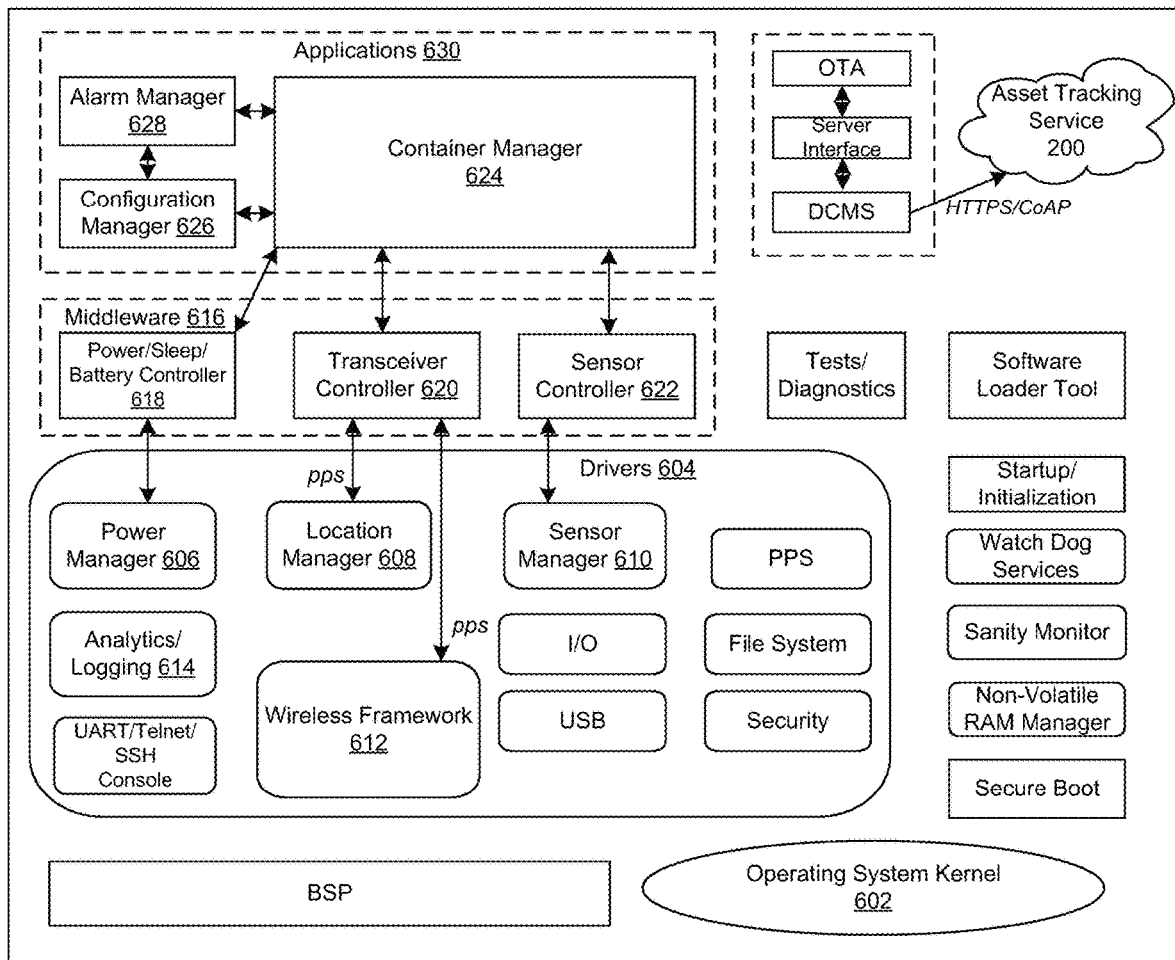 Applications 630
Alarm Manager
628
Configuration
Manager 626
Container Manager
624
OTA
Server
Interface
DCMS
Asset Tracking
Service
200
HTTPS/CoAP
Middleware 616
Power/Sleep/
Battery Controller
618
Transceiver
Controller 620
Sensor
Controller 622
Tests/
Diagnostics
Software
Loader Tool
pps
Drivers 604
Power
Manager 606
Location
Manager 608
Sensor
Manager 610
PPS
Startup/
Initialization
Watch Dog
Services
Analytics/
Logging 614
pps
I/O
File System
Sanity Monitor
Wireless Framework
612
USB
Security
Non-Volatile
RAM Manager
UART/Telnet/
SSH
Console
Secure Boot
BSP
Operating System Kernel
602